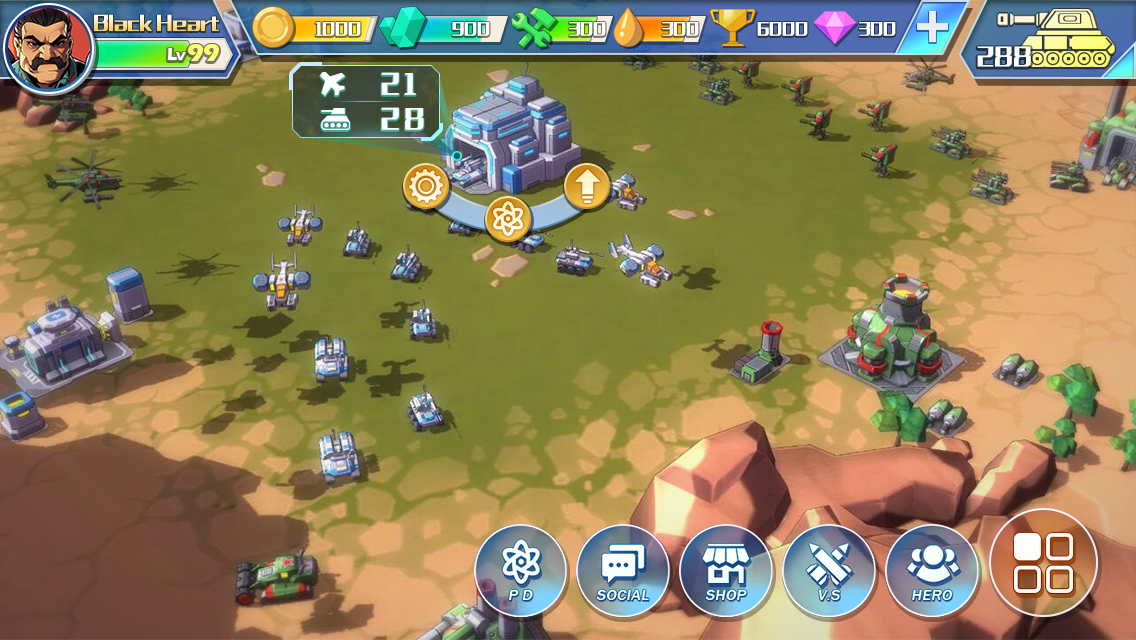 Black Heart
Lv99
1000
900
300
300
6000
300
288
21
28
P D
SOCIAL
SHOP
V.S
HERO